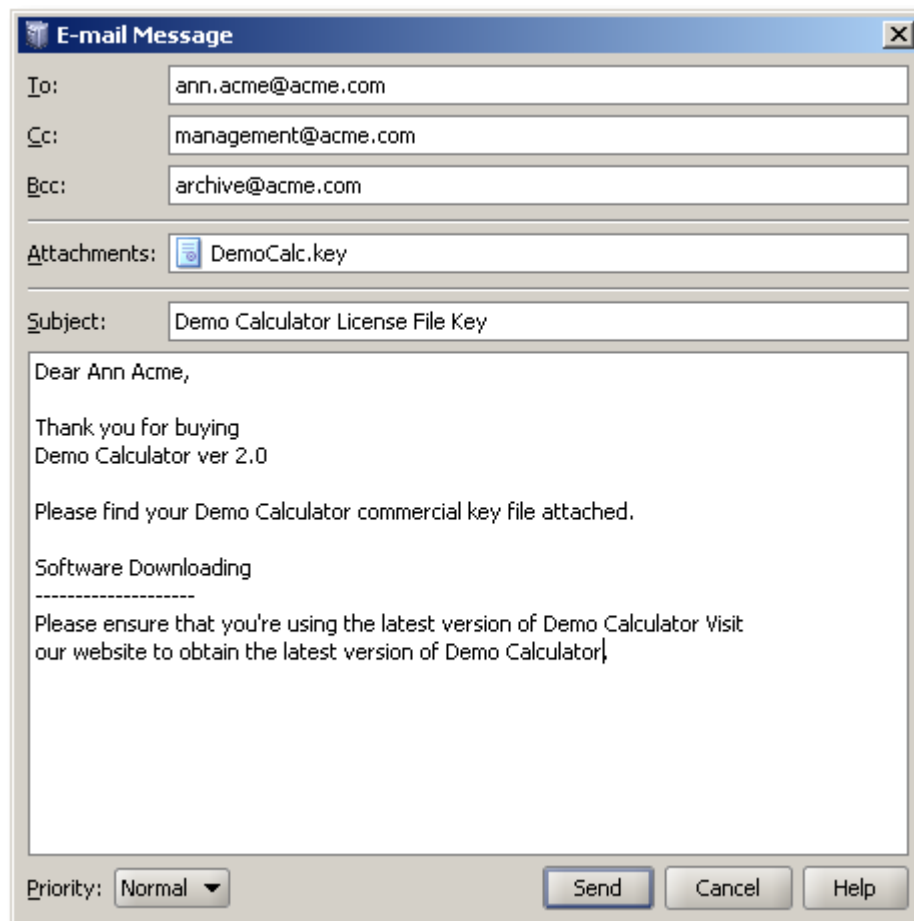 E-mail Message
To: ann.acme@acme.com
Cc: management@acme.com
Bcc: archive@acme.com
Attachments: DemoCalc.key
Subject: Demo Calculator License File Key
Dear Ann Acme,
Thank you for buying
Demo Calculator ver 2.0
Please find your Demo Calculator commercial key file attached.
Software Downloading
--------------------
Please ensure that you're using the latest version of Demo Calculator Visit
our website to obtain the latest version of Demo Calculator.
Priority: Normal Send Cancel Help